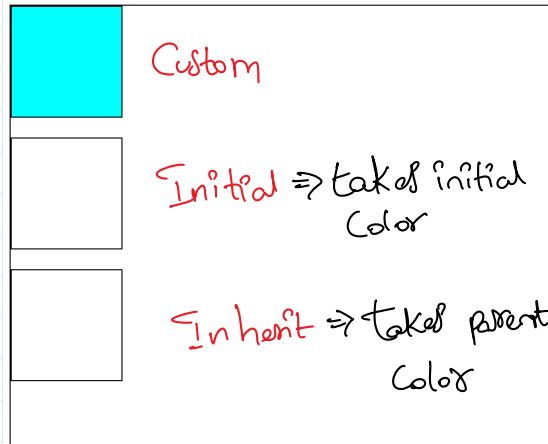 Custom
Initial => takes initial
Color
Inherit => takes parent
Color